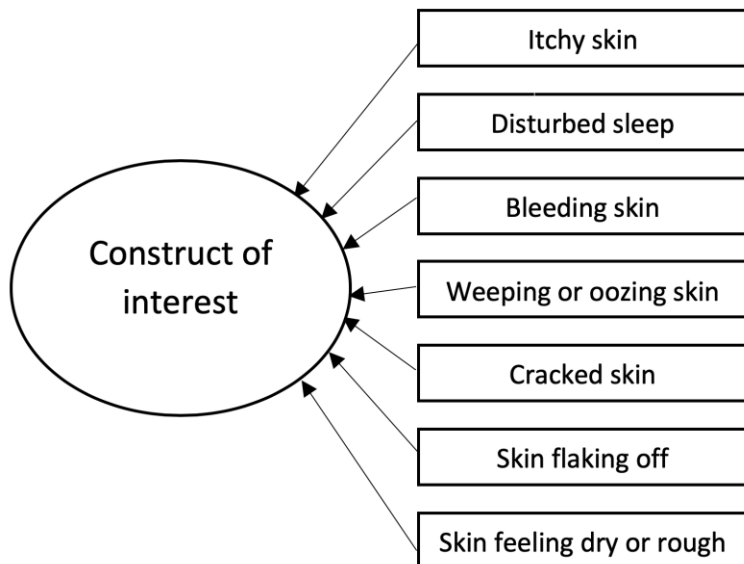 Itchy skin
Disturbed sleep
Bleeding skin
Construct of
interest
Weeping or oozing skin
Cracked skin
Skin flaking off
Skin feeling dry or rough